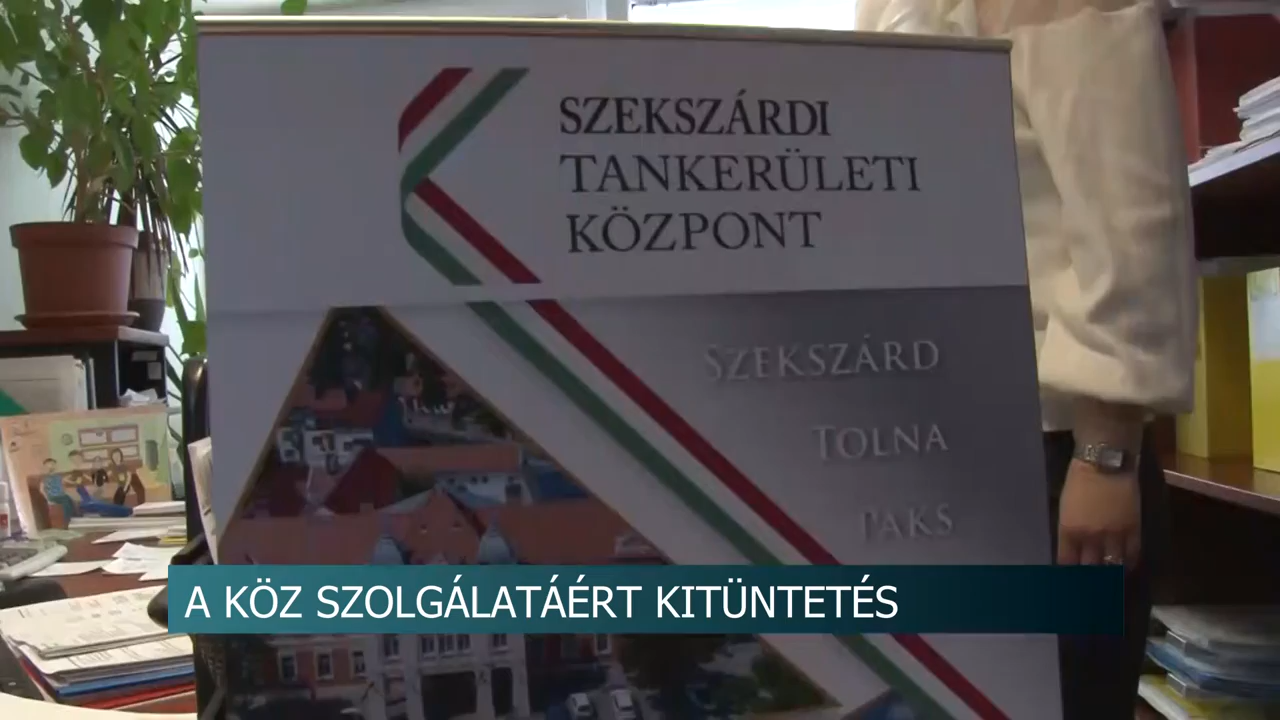 SZEKSZÁRDI
TANKERÜLETI
KÖZPONT
SZEKSZÁRD
TOLNA
PAKS
A KÖZ SZOLGÁLATÁÉRT KITÜNTETÉS